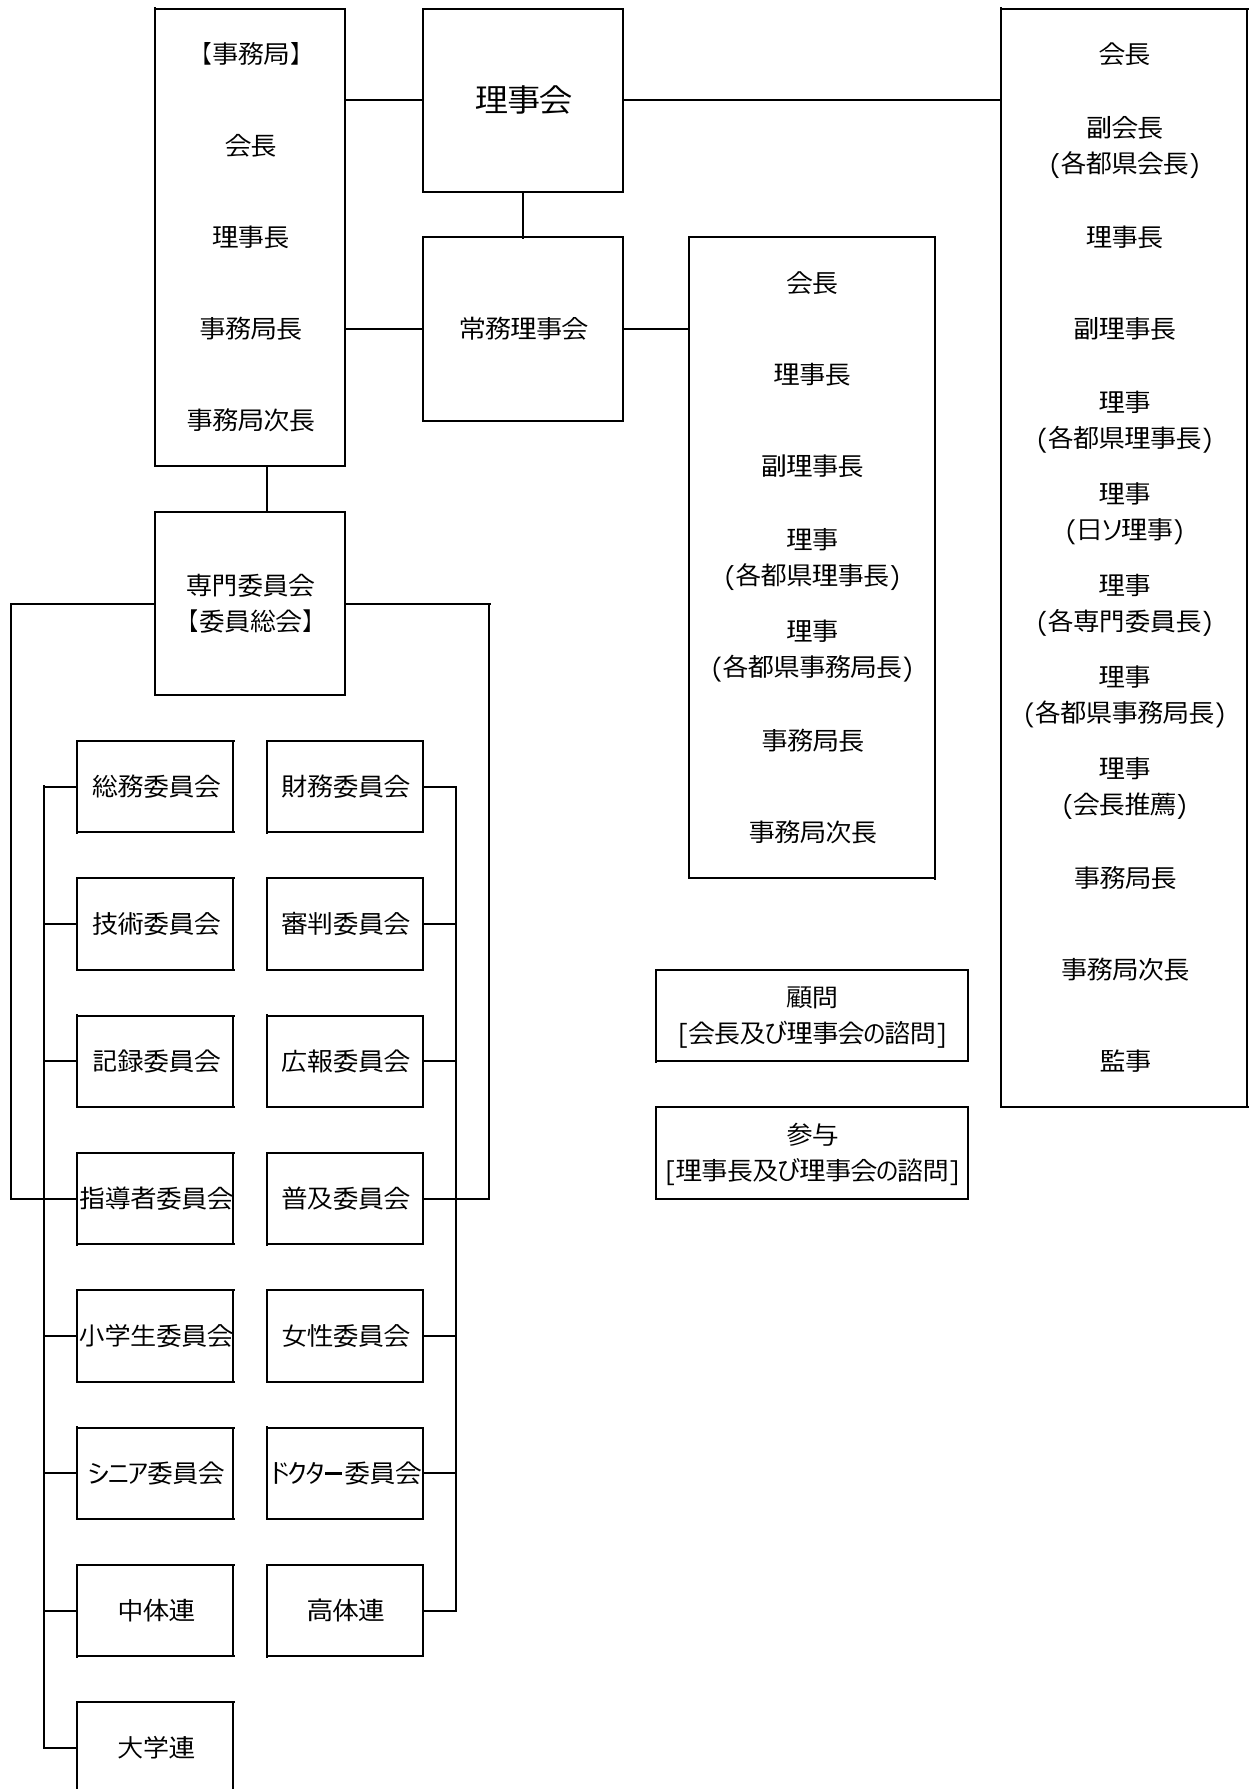 【事務局】
会長
理事長
事務局長
事務局次長
理事会
常務理事会
会長
副会長
(各都県会長)
理事長
副理事長
理事
(各都県理事長)
理事
(日ソ理事)
理事
(各専門委員長)
理事
(各都県事務局長)
理事
(会長推薦)
事務局長
事務局次長
監事
会長
理事長
副理事長
理事
(各都県理事長)
理事
(各都県事務局長)
事務局長
事務局次長
専門委員会
【委員総会】
総務委員会
財務委員会
技術委員会
審判委員会
記録委員会
広報委員会
指導者委員会
普及委員会
小学生委員会
女性委員会
シニア委員会
ドクター委員会
中体連
高体連
大学連
顧問
[会長及び理事会の諮問]
参与
[理事長及び理事会の諮問]